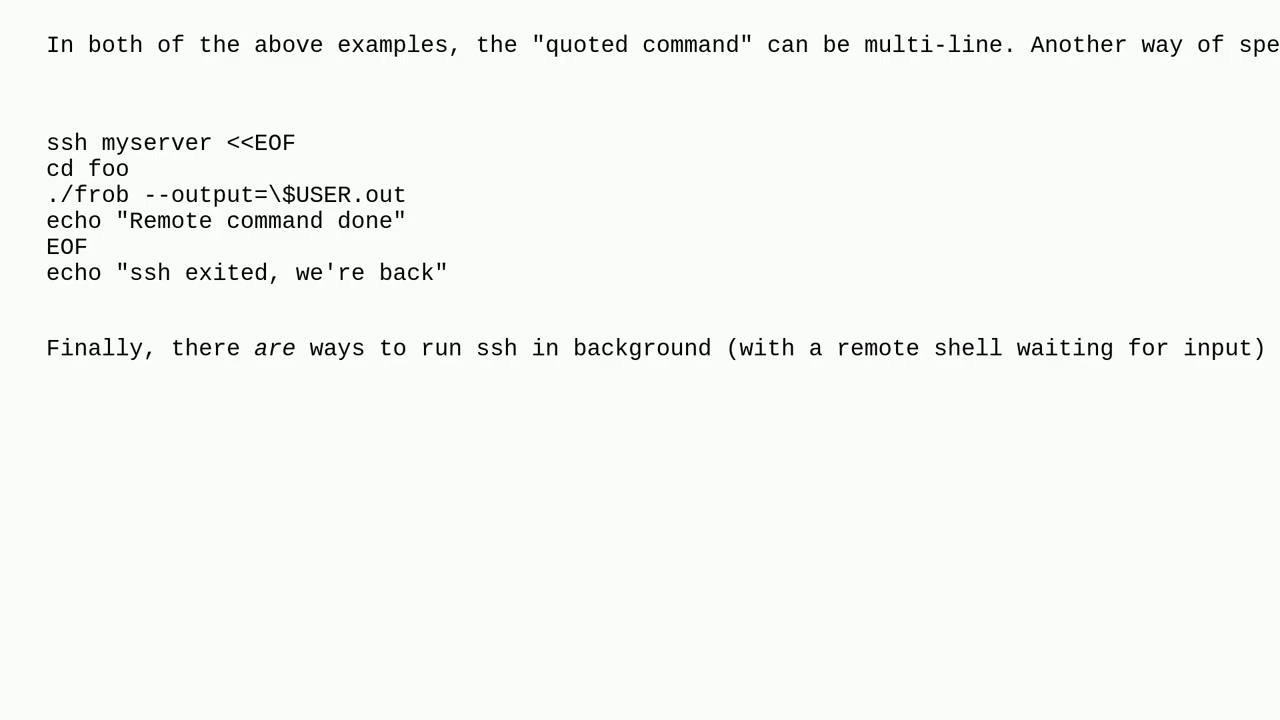 In both of the above examples, the "quoted command" can be multi-line. Another way of
ssh myserver <<EOF
cd foo
./frob --output=\$USER.out
echo "Remote command done"
EOF
echo "ssh exited, we're back"
Finally, there are ways to run ssh in background (with a remote shell waiting for input)